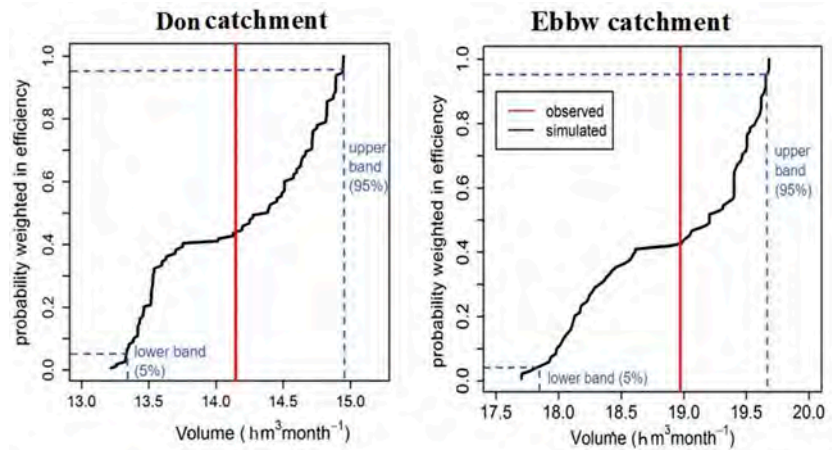 Don catchment
probability weighted in efficiency
1.0
0.8
0.6
0.4
0.2
0.0
upper
band
(95%)
lower band
(5%)
13.0 13.5 14.0 14.5 15.0
Volume ( hm³month⁻¹)
Ebbw catchment
probability weighted in efficiency
1.0
0.8
0.6
0.4
0.2
0.0
observed
simulated
upper
band
(95%)
lower band (5%)
17.5 18.0 18.5 19.0 19.5 20.0
Volume ( hm³month⁻¹)